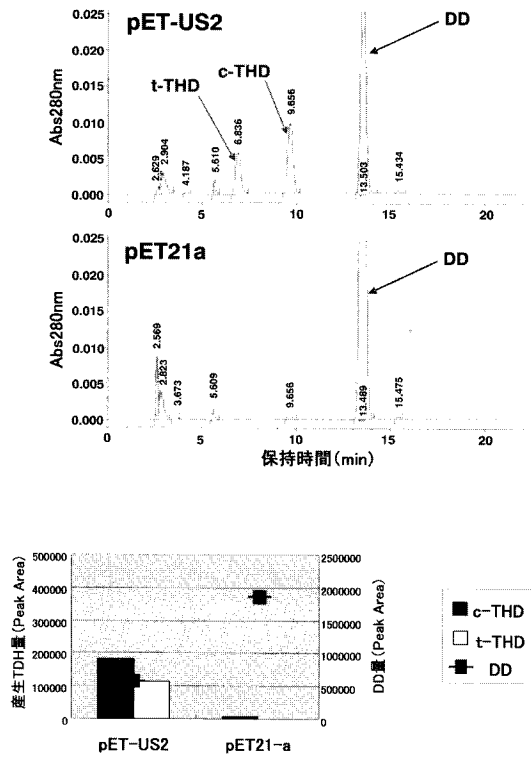 pET-US2
DD
t-THD
c-THD
Abs280nm
0.025
0.020
0.015
0.010
0.005
0.000
2.629
2.904
4.187
5.610
6.836
9.656
13.503
15.434
0 5 10 15 20
pET21a
DD
Abs280nm
0.025
0.020
0.015
0.010
0.005
0.000
2.569
2.823
3.673
5.609
9.656
13.489
15.475
0 5 10 15 20
保持時間(min)
産生TDH量(Peak Area)
500000
400000
300000
200000
100000
0
2500000
2000000
1500000
1000000
500000
0
DD量(Peak Area)
pET-US2 pET21-a
c-THD
t-THD
DD